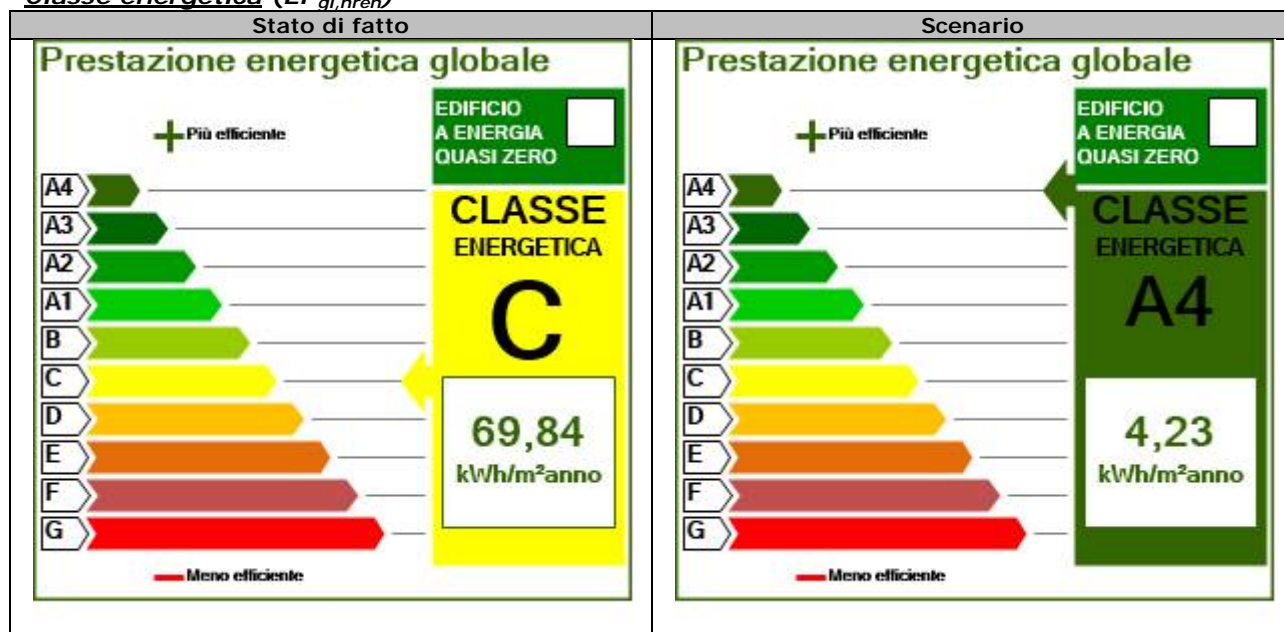 Classe energetica (EPgl,nren)
Stato di fatto
Scenario
Prestazione energetica globale
Più efficiente
EDIFICIO
A ENERGIA
QUASI ZERO
A4
A3
A2
A1
B
C
D
E
F
G
CLASSE
ENERGETICA
C
69,84
kWh/m²anno
Meno efficiente
Prestazione energetica globale
Più efficiente
EDIFICIO
A ENERGIA
QUASI ZERO
A4
A3
A2
A1
B
C
D
E
F
G
CLASSE
ENERGETICA
A4
4,23
kWh/m²anno
Meno efficiente